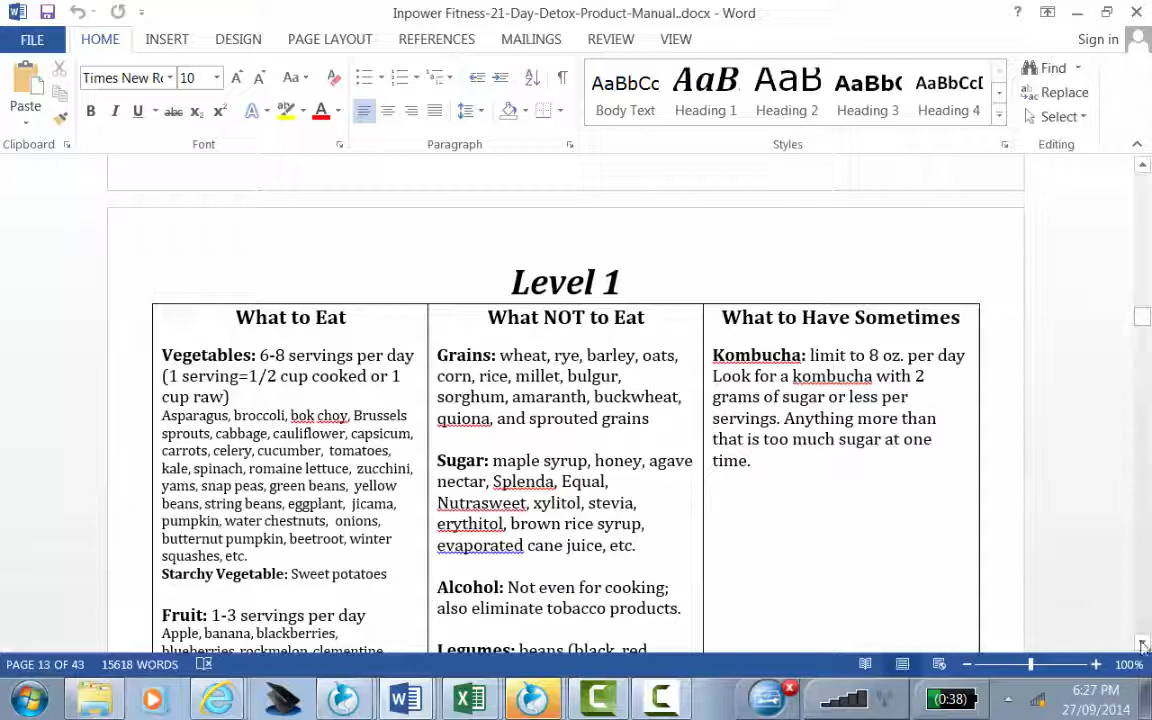 Inpower Fitness-21-Day-Detox-Product-Manual..docx - Word
FILE HOME INSERT DESIGN PAGE LAYOUT REFERENCES MAILINGS REVIEW VIEW Sign in
Times New Ro 10
Paste
AaBbCc AaB AaBb AaBbC AaBbCcD
Body Text Heading 1 Heading 2 Heading 3 Heading 4
Find
Replace
Select
Clipboard Font Paragraph Styles Editing
Level 1
What to Eat
Vegetables: 6-8 servings per day
(1 serving=1/2 cup cooked or 1
cup raw)
Asparagus, broccoli, bok choy, Brussels
sprouts, cabbage, cauliflower, capsicum,
carrots, celery, cucumber, tomatoes,
kale, spinach, romaine lettuce, zucchini,
yams, snap peas, green beans, yellow
beans, string beans, eggplant, jicama,
pumpkin, water chestnuts, onions,
butternut pumpkin, beetroot, winter
squashes, etc.
Starchy Vegetable: Sweet potatoes
Fruit: 1-3 servings per day
Apple, banana, blackberries,
blueberries, rockmelon, clementine
What NOT to Eat
Grains: wheat, rye, barley, oats,
corn, rice, millet, bulgur,
sorghum, amaranth, buckwheat,
quiona, and sprouted grains
Sugar: maple syrup, honey, agave
nectar, Splenda, Equal,
Nutrasweet, xylitol, stevia,
erythitol, brown rice syrup,
evaporated cane juice, etc.
Alcohol: Not even for cooking;
also eliminate tobacco products.
Legumes: beans (black, red
What to Have Sometimes
Kombucha: limit to 8 oz. per day
Look for a kombucha with 2
grams of sugar or less per
servings. Anything more than
that is too much sugar at one
time.
PAGE 13 OF 43 15618 WORDS 100%
(0:38)
6:27 PM
27/09/2014